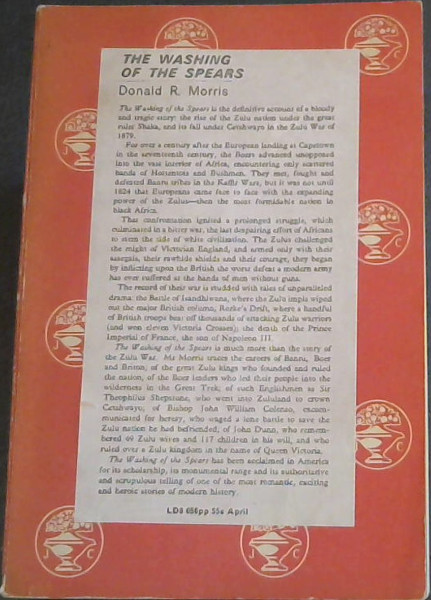 THE WASHING
OF THE SPEARS
Donald R. Morris
The Washing of the Spears is the definitive account of a bloody
and tragic story: the rise of the Zulu nation under the great
ruler Shaka, and its fall under Cetshwayo in the Zulu War of
1879.
For over a century after the European landing at Capetown
in the seventeenth century, the Boers advanced unopposed
into the vast interior of Africa, encountering only scattered
bands of Hottentots and Bushmen. They met, fought and
defeated Bantu tribes in the Kaffir Wars, but it was not until
1824 that Europeans came face to face with the expanding
power of the Zulus—then the most formidable nation in
black Africa.
That confrontation ignited a prolonged struggle, which
culminated in a bitter war, the last despairing effort of Africans
to stem the tide of white civilization. The Zulus challenged
the might of Victorian England, and armed only with their
assegais, their rawhide shields and their courage, they began
by inflicting upon the British the worst defeat a modern army
has ever suffered at the hands of men without guns.
The record of their war is studded with tales of unparalleled
drama: the Battle of Isandhlwana, where the Zulu impis wiped
out the major British column, Rorke's Drift, where a handful
of British troops beat off thousands of attacking Zulu warriors
(and won eleven Victoria Crosses); the death of the Prince
Imperial of France, the son of Napoleon III.
The Washing of the Spears is much more than the story of
the Zulu War. Mr Morris traces the careers of Bantu, Boer
and Briton; of the great Zulu kings who founded and ruled
the nation, of the Boer leaders who led their people into the
wilderness in the Great Trek; of such Englishmen as Sir
Theophilus Shepstone, who went into Zululand to crown
Cetshwayo, of Bishop John William Colenso, excom-
municated for heresy, who waged a long battle to save the
Zulu nation he had befriended; of John Dunn, who remem-
bered 49 Zulu wives and 117 children in his will, and who
ruled over a Zulu kingdom in the name of Queen Victoria.
The Washing of the Spears has been acclaimed in America
for its scholarship, its monumental range and its authoritative
and scrupulous telling of one of the most romantic, exciting
and heroic stories of modern history.
LD8 656pp 55s April
J C
J C
J C
J C
J C